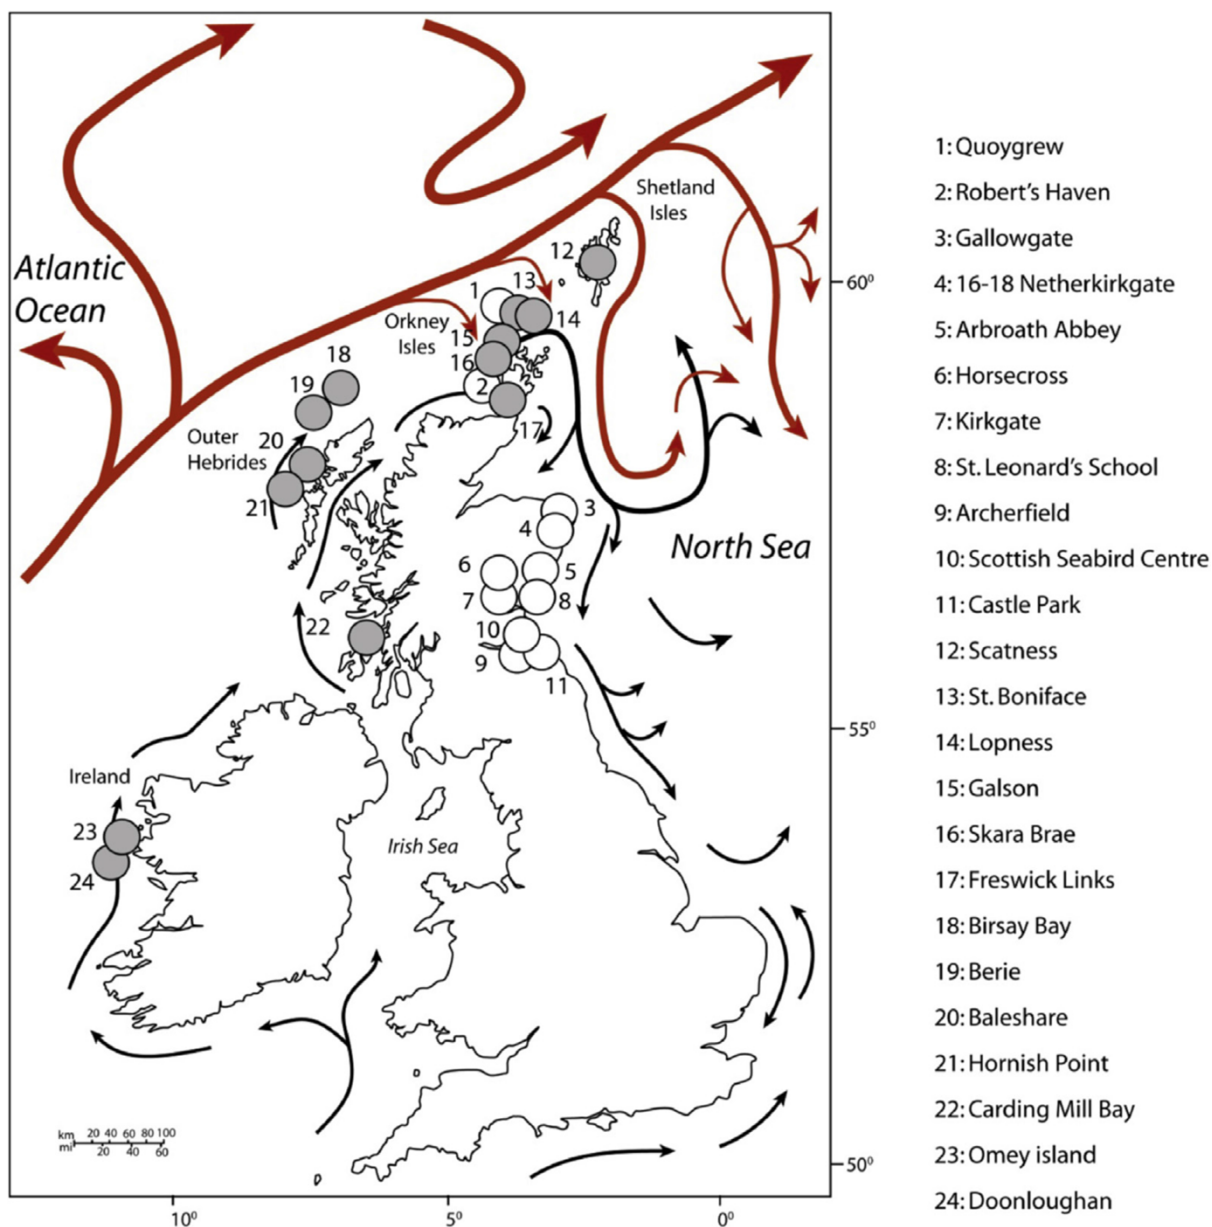 Atlantic
Ocean
Shetland
Isles
12
13
1
14
Orkney
Isles
15
16
2
17
18
19
Outer
Hebrides
20
21
22
3
4
6
5
7
8
10
9
11
North Sea
Ireland
23
24
Irish Sea
km 20 40 60 80 100
mi 20 40 60
60⁰
55⁰
50⁰
10⁰ 5⁰ 0⁰
1: Quoygrew
2: Robert's Haven
3: Gallowgate
4: 16-18 Netherkirkgate
5: Arbroath Abbey
6: Horsecross
7: Kirkgate
8: St. Leonard's School
9: Archerfield
10: Scottish Seabird Centre
11: Castle Park
12: Scatness
13: St. Boniface
14: Lopness
15: Galson
16: Skara Brae
17: Freswick Links
18: Birsay Bay
19: Berie
20: Baleshare
21: Hornish Point
22: Carding Mill Bay
23: Omey island
24: Doonloughan